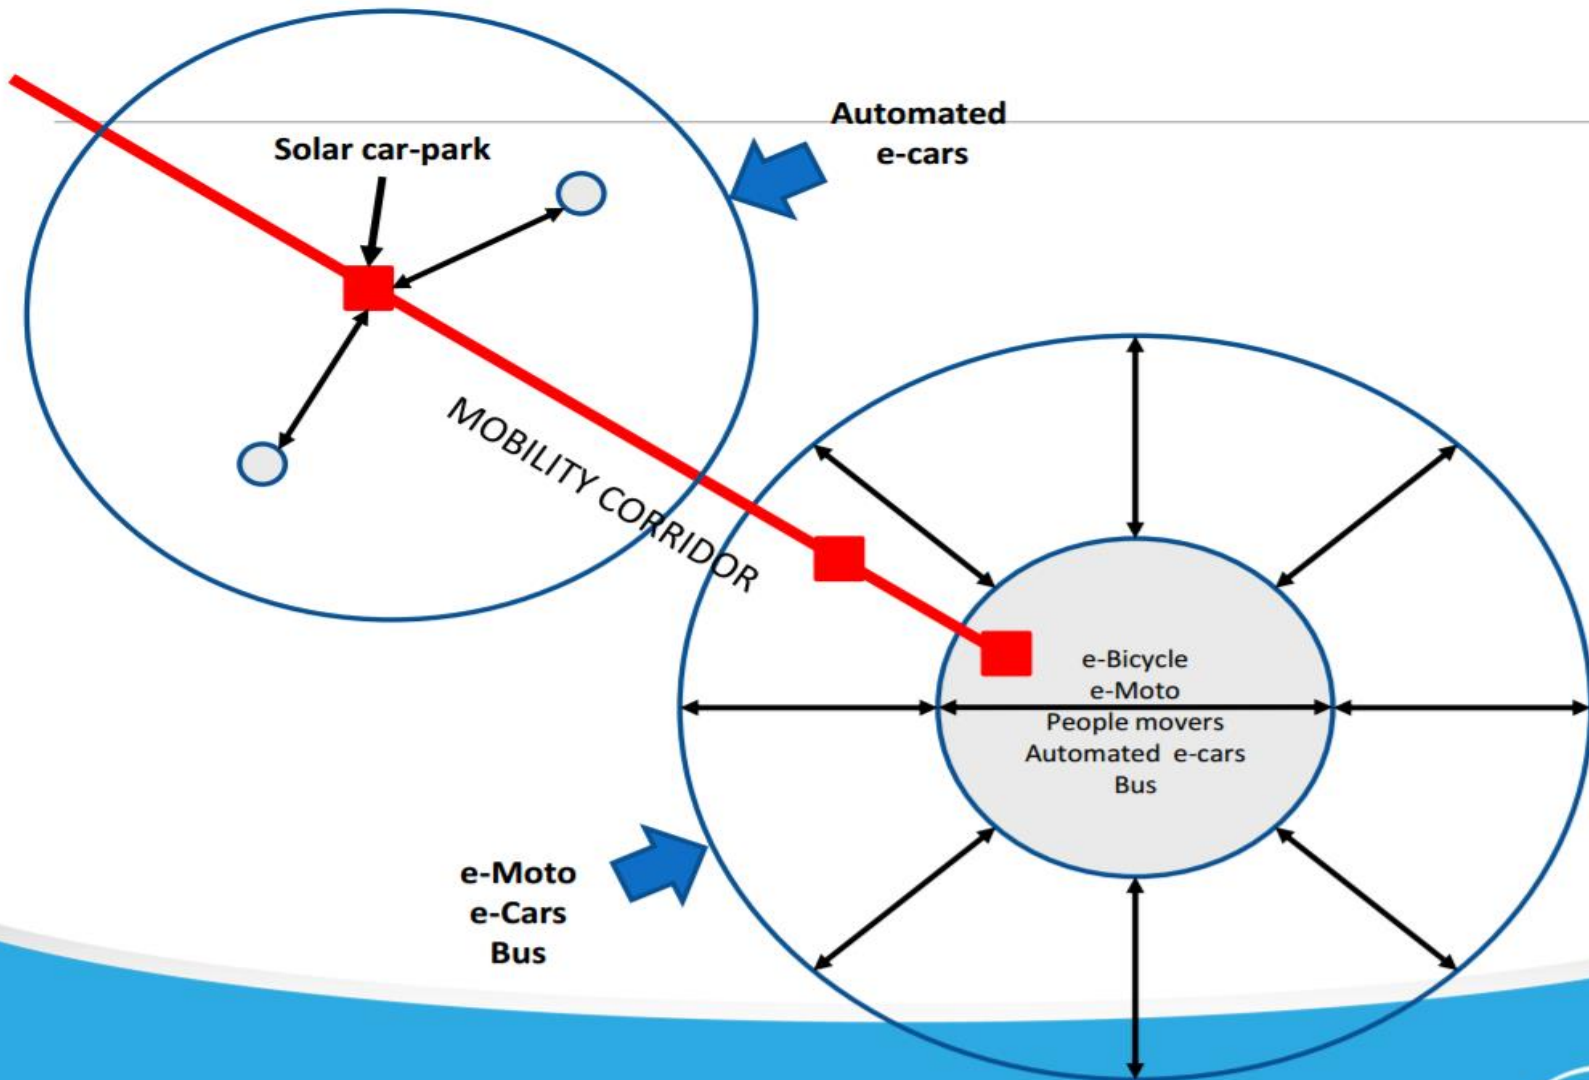 Automated
e-cars
Solar car-park
MOBILITY CORRIDOR
e-Bicycle
e-Moto
People movers
Automated e-cars
Bus
e-Moto
e-Cars
Bus